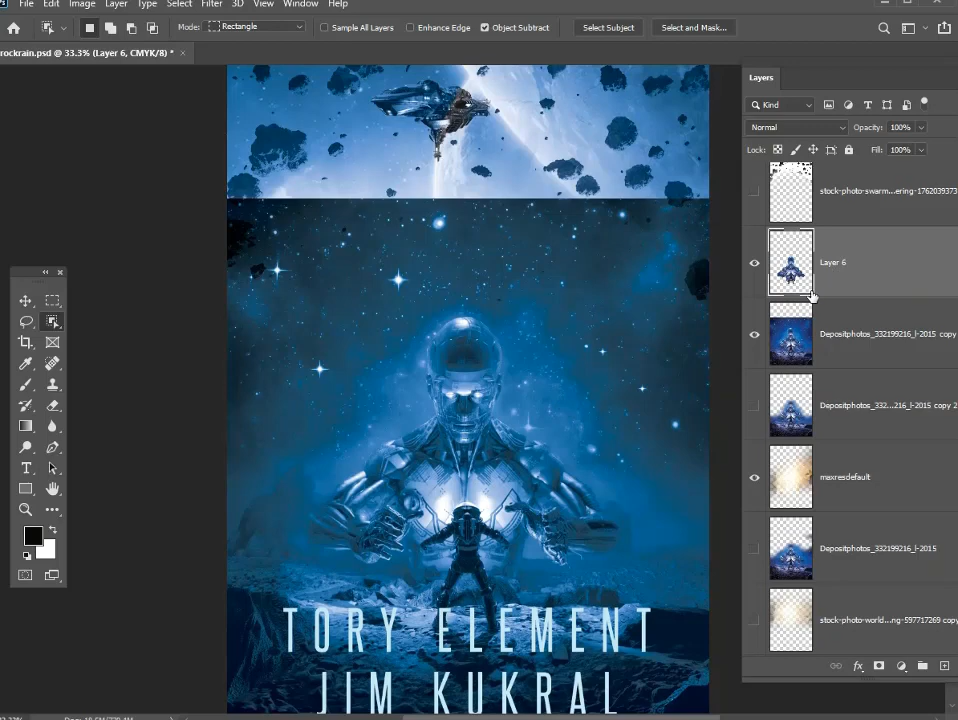 File Edit Image Layer Type Select Filter 3D View Window Help
Mode: Rectangle Sample All Layers Enhance Edge Object Subtract Select Subject Select and Mask...
rockrain.psd @ 33.3% (Layer 6, CMYK/8) * ×
Layers
Kind
Normal Opacity: 100%
Lock: Fill: 100%
stock-photo-swarm...ering-1762039373
Layer 6
Depositphotos_332199216_l-2015 copy
Depositphotos_332...216_l-2015 copy 2
maxresdefault
Depositphotos_332199216_l-2015
stock-photo-world...ng-597717269 copy
TORY ELEMENT
JIM KUKRAL